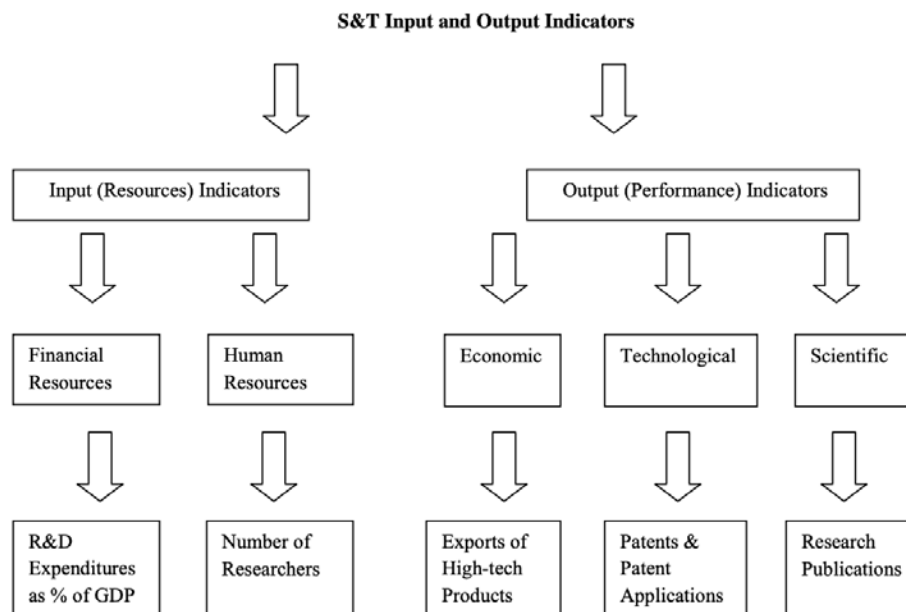 S&T Input and Output Indicators
Input (Resources) Indicators
Output (Performance) Indicators
Financial
Resources
Human
Resources
Economic
Technological
Scientific
R&D
Expenditures
as % of GDP
Number of
Researchers
Exports of
High-tech
Products
Patents &
Patent
Applications
Research
Publications